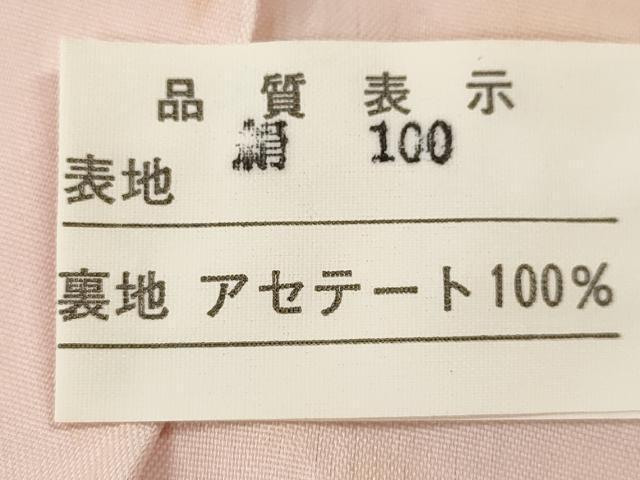 品質表示
表地 絹 100
裏地 アセテート100%